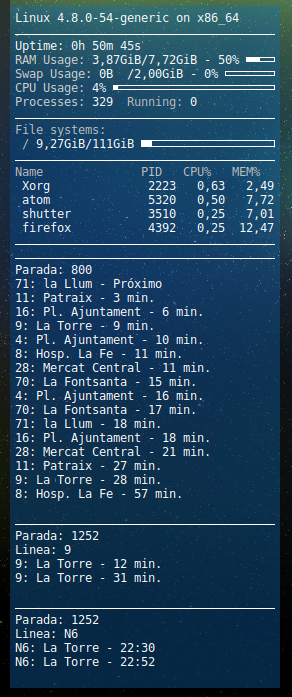 Linux 4.8.0-54-generic on x86_64
Uptime: 0h 50m 45s
RAM Usage: 3,87GiB/7,72GiB - 50%
Swap Usage: 0B  /2,00GiB - 0%
CPU Usage: 4%
Processes: 329  Running: 0
File systems:
/ 9,27GiB/111GiB
Name PID CPU% MEM%
Xorg 2223 0,63 2,49
atom 5320 0,50 7,72
shutter 3510 0,25 7,01
firefox 4392 0,25 12,47
Parada: 800
71: la Llum - Próximo
11: Patraix - 3 min.
16: Pl. Ajuntament - 6 min.
9: La Torre - 9 min.
4: Pl. Ajuntament - 10 min.
8: Hosp. La Fe - 11 min.
28: Mercat Central - 11 min.
70: La Fontsanta - 15 min.
4: Pl. Ajuntament - 16 min.
70: La Fontsanta - 17 min.
71: la Llum - 18 min.
16: Pl. Ajuntament - 18 min.
28: Mercat Central - 21 min.
11: Patraix - 27 min.
9: La Torre - 28 min.
8: Hosp. La Fe - 57 min.
Parada: 1252
Linea: 9
9: La Torre - 12 min.
9: La Torre - 31 min.
Parada: 1252
Linea: N6
N6: La Torre - 22:30
N6: La Torre - 22:52